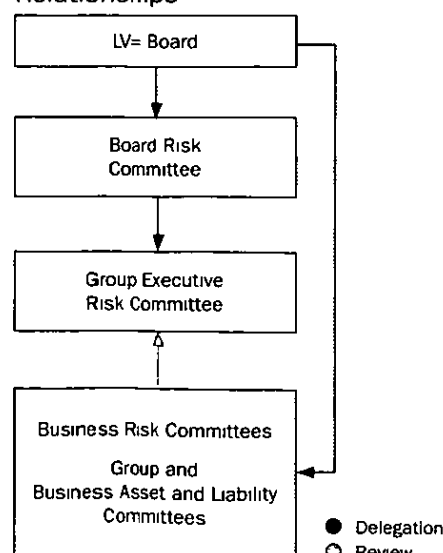 Relationships
LV= Board
Board Risk
Committee
Group Executive
Risk Committee
Business Risk Committees
Group and
Business Asset and Liability
Committees
Delegation
Review